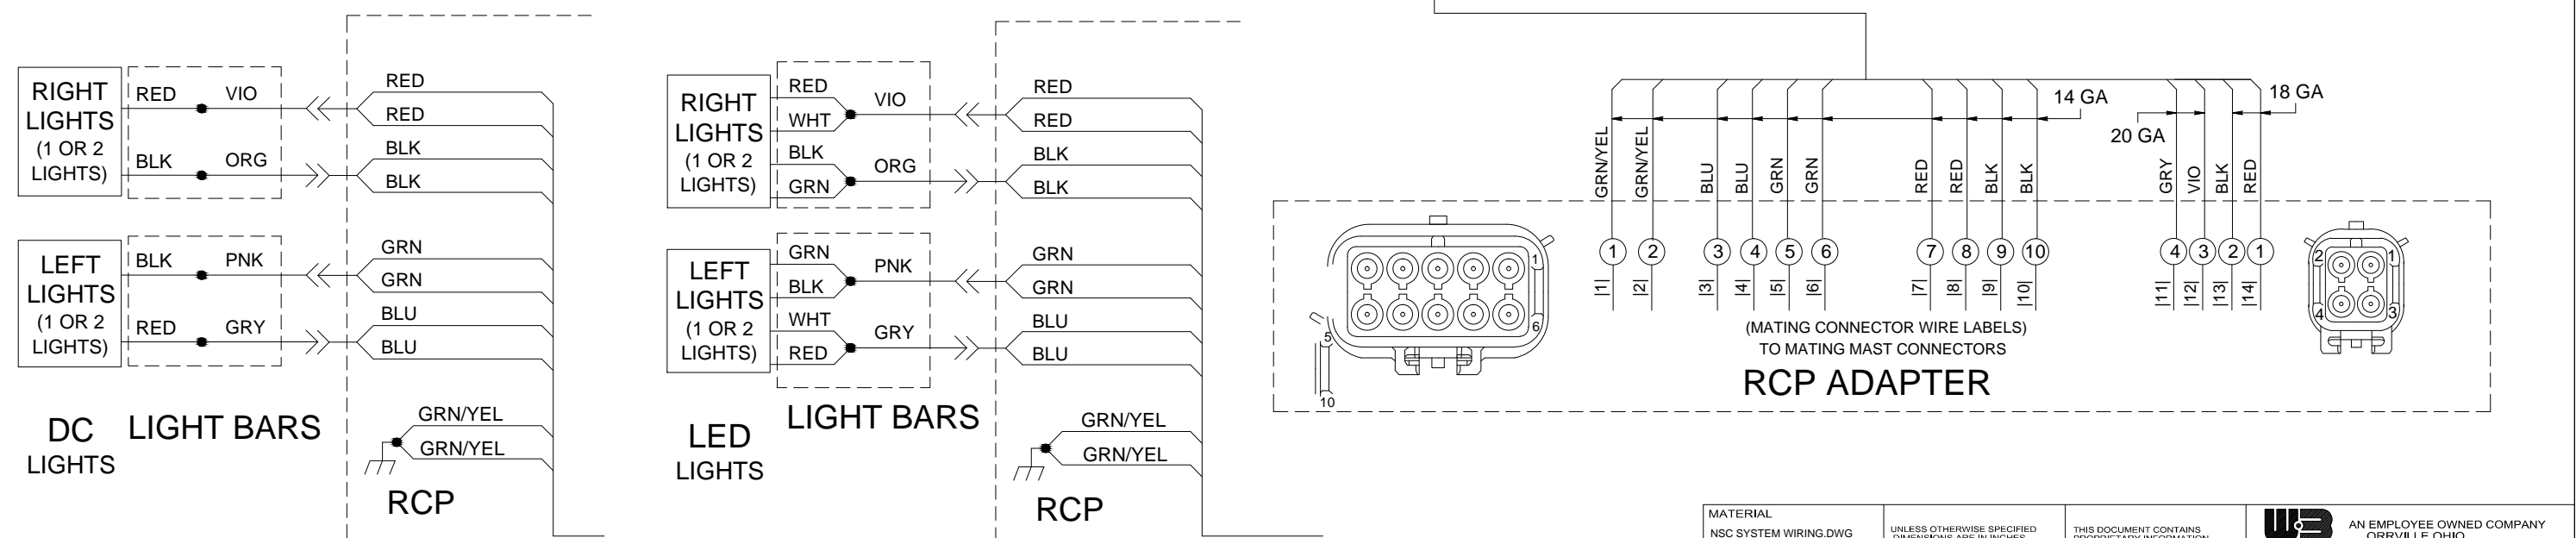 RIGHT
LIGHTS
(1 OR 2
LIGHTS)
RED
VIO
BLK
ORG
RED
RED
BLK
BLK
LEFT
LIGHTS
(1 OR 2
LIGHTS)
BLK
PNK
RED
GRY
GRN
GRN
BLU
BLU
GRN/YEL
GRN/YEL
DC
LIGHTS
LIGHT BARS
RCP
RIGHT
LIGHTS
(1 OR 2
LIGHTS)
RED
WHT
VIO
BLK
GRN
ORG
RED
RED
BLK
BLK
LEFT
LIGHTS
(1 OR 2
LIGHTS)
GRN
BLK
PNK
WHT
RED
GRY
GRN
GRN
BLU
BLU
GRN/YEL
GRN/YEL
LED
LIGHTS
LIGHT BARS
RCP
14 GA
20 GA
18 GA
GRN/YEL
GRN/YEL
BLU
BLU
GRN
GRN
RED
RED
BLK
BLK
GRY
VIO
BLK
RED
1 2 3 4 5 6 7 8 9 10 4 3 2 1
|1| |2| |3| |4| |5| |6| |7| |8| |9| |10| |11| |12| |13| |14|
1
6
5
10
2
1
4
3
(MATING CONNECTOR WIRE LABELS)
TO MATING MAST CONNECTORS
RCP ADAPTER
MATERIAL
NSC SYSTEM WIRING.DWG
UNLESS OTHERWISE SPECIFIED
DIMENSIONS ARE IN INCHES
THIS DOCUMENT CONTAINS
PROPRIETARY INFORMATION
AN EMPLOYEE OWNED COMPANY
ORRVILLE OHIO